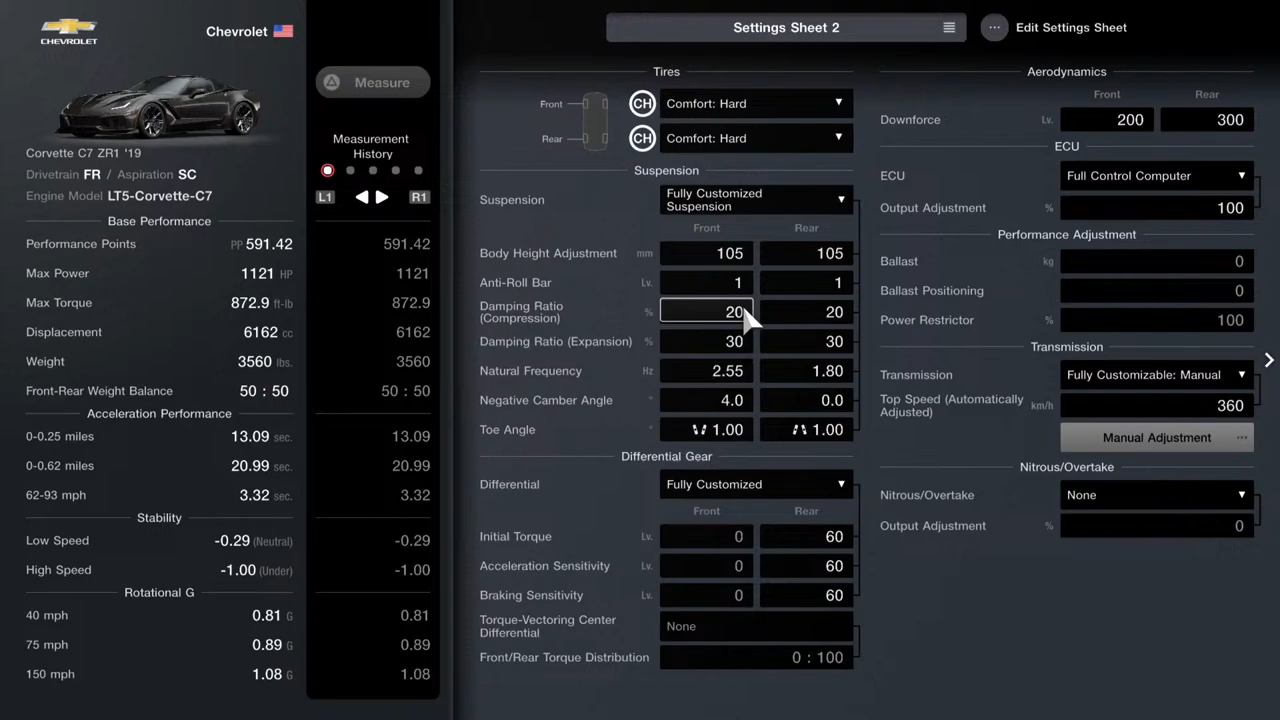 CHEVROLET
Chevrolet
Corvette C7 ZR1 '19
Drivetrain FR / Aspiration SC
Engine Model LT5-Corvette-C7
Base Performance
Performance Points PP 591.42
Max Power 1121 HP
Max Torque 872.9 ft-lb
Displacement 6162 cc
Weight 3560 lbs.
Front-Rear Weight Balance 50 : 50
Acceleration Performance
0-0.25 miles 13.09 sec.
0-0.62 miles 20.99 sec.
62-93 mph 3.32 sec.
Stability
Low Speed -0.29 (Neutral)
High Speed -1.00 (Under)
Rotational G
40 mph 0.81 G
75 mph 0.89 G
150 mph 1.08 G
Measure
Measurement
History
L1 R1
591.42
1121
872.9
6162
3560
50 : 50
13.09
20.99
3.32
-0.29
-1.00
0.81
0.89
1.08
Settings Sheet 2
Edit Settings Sheet
Tires
Front CH Comfort: Hard
Rear CH Comfort: Hard
Suspension
Suspension Fully Customized
Suspension
Front Rear
Body Height Adjustment mm 105 105
Anti-Roll Bar Lv. 1 1
Damping Ratio
(Compression) % 20 20
Damping Ratio (Expansion) % 30 30
Natural Frequency Hz 2.55 1.80
Negative Camber Angle ° 4.0 0.0
Toe Angle ° 1.00 1.00
Differential Gear
Differential Fully Customized
Front Rear
Initial Torque Lv. 0 60
Acceleration Sensitivity Lv. 0 60
Braking Sensitivity Lv. 0 60
Torque-Vectoring Center
Differential None
Front/Rear Torque Distribution 0 : 100
Aerodynamics
Front Rear
Downforce Lv. 200 300
ECU
ECU Full Control Computer
Output Adjustment % 100
Performance Adjustment
Ballast kg 0
Ballast Positioning 0
Power Restrictor % 100
Transmission
Transmission Fully Customizable: Manual
Top Speed (Automatically
Adjusted) km/h 360
Manual Adjustment
Nitrous/Overtake
Nitrous/Overtake None
Output Adjustment % 0